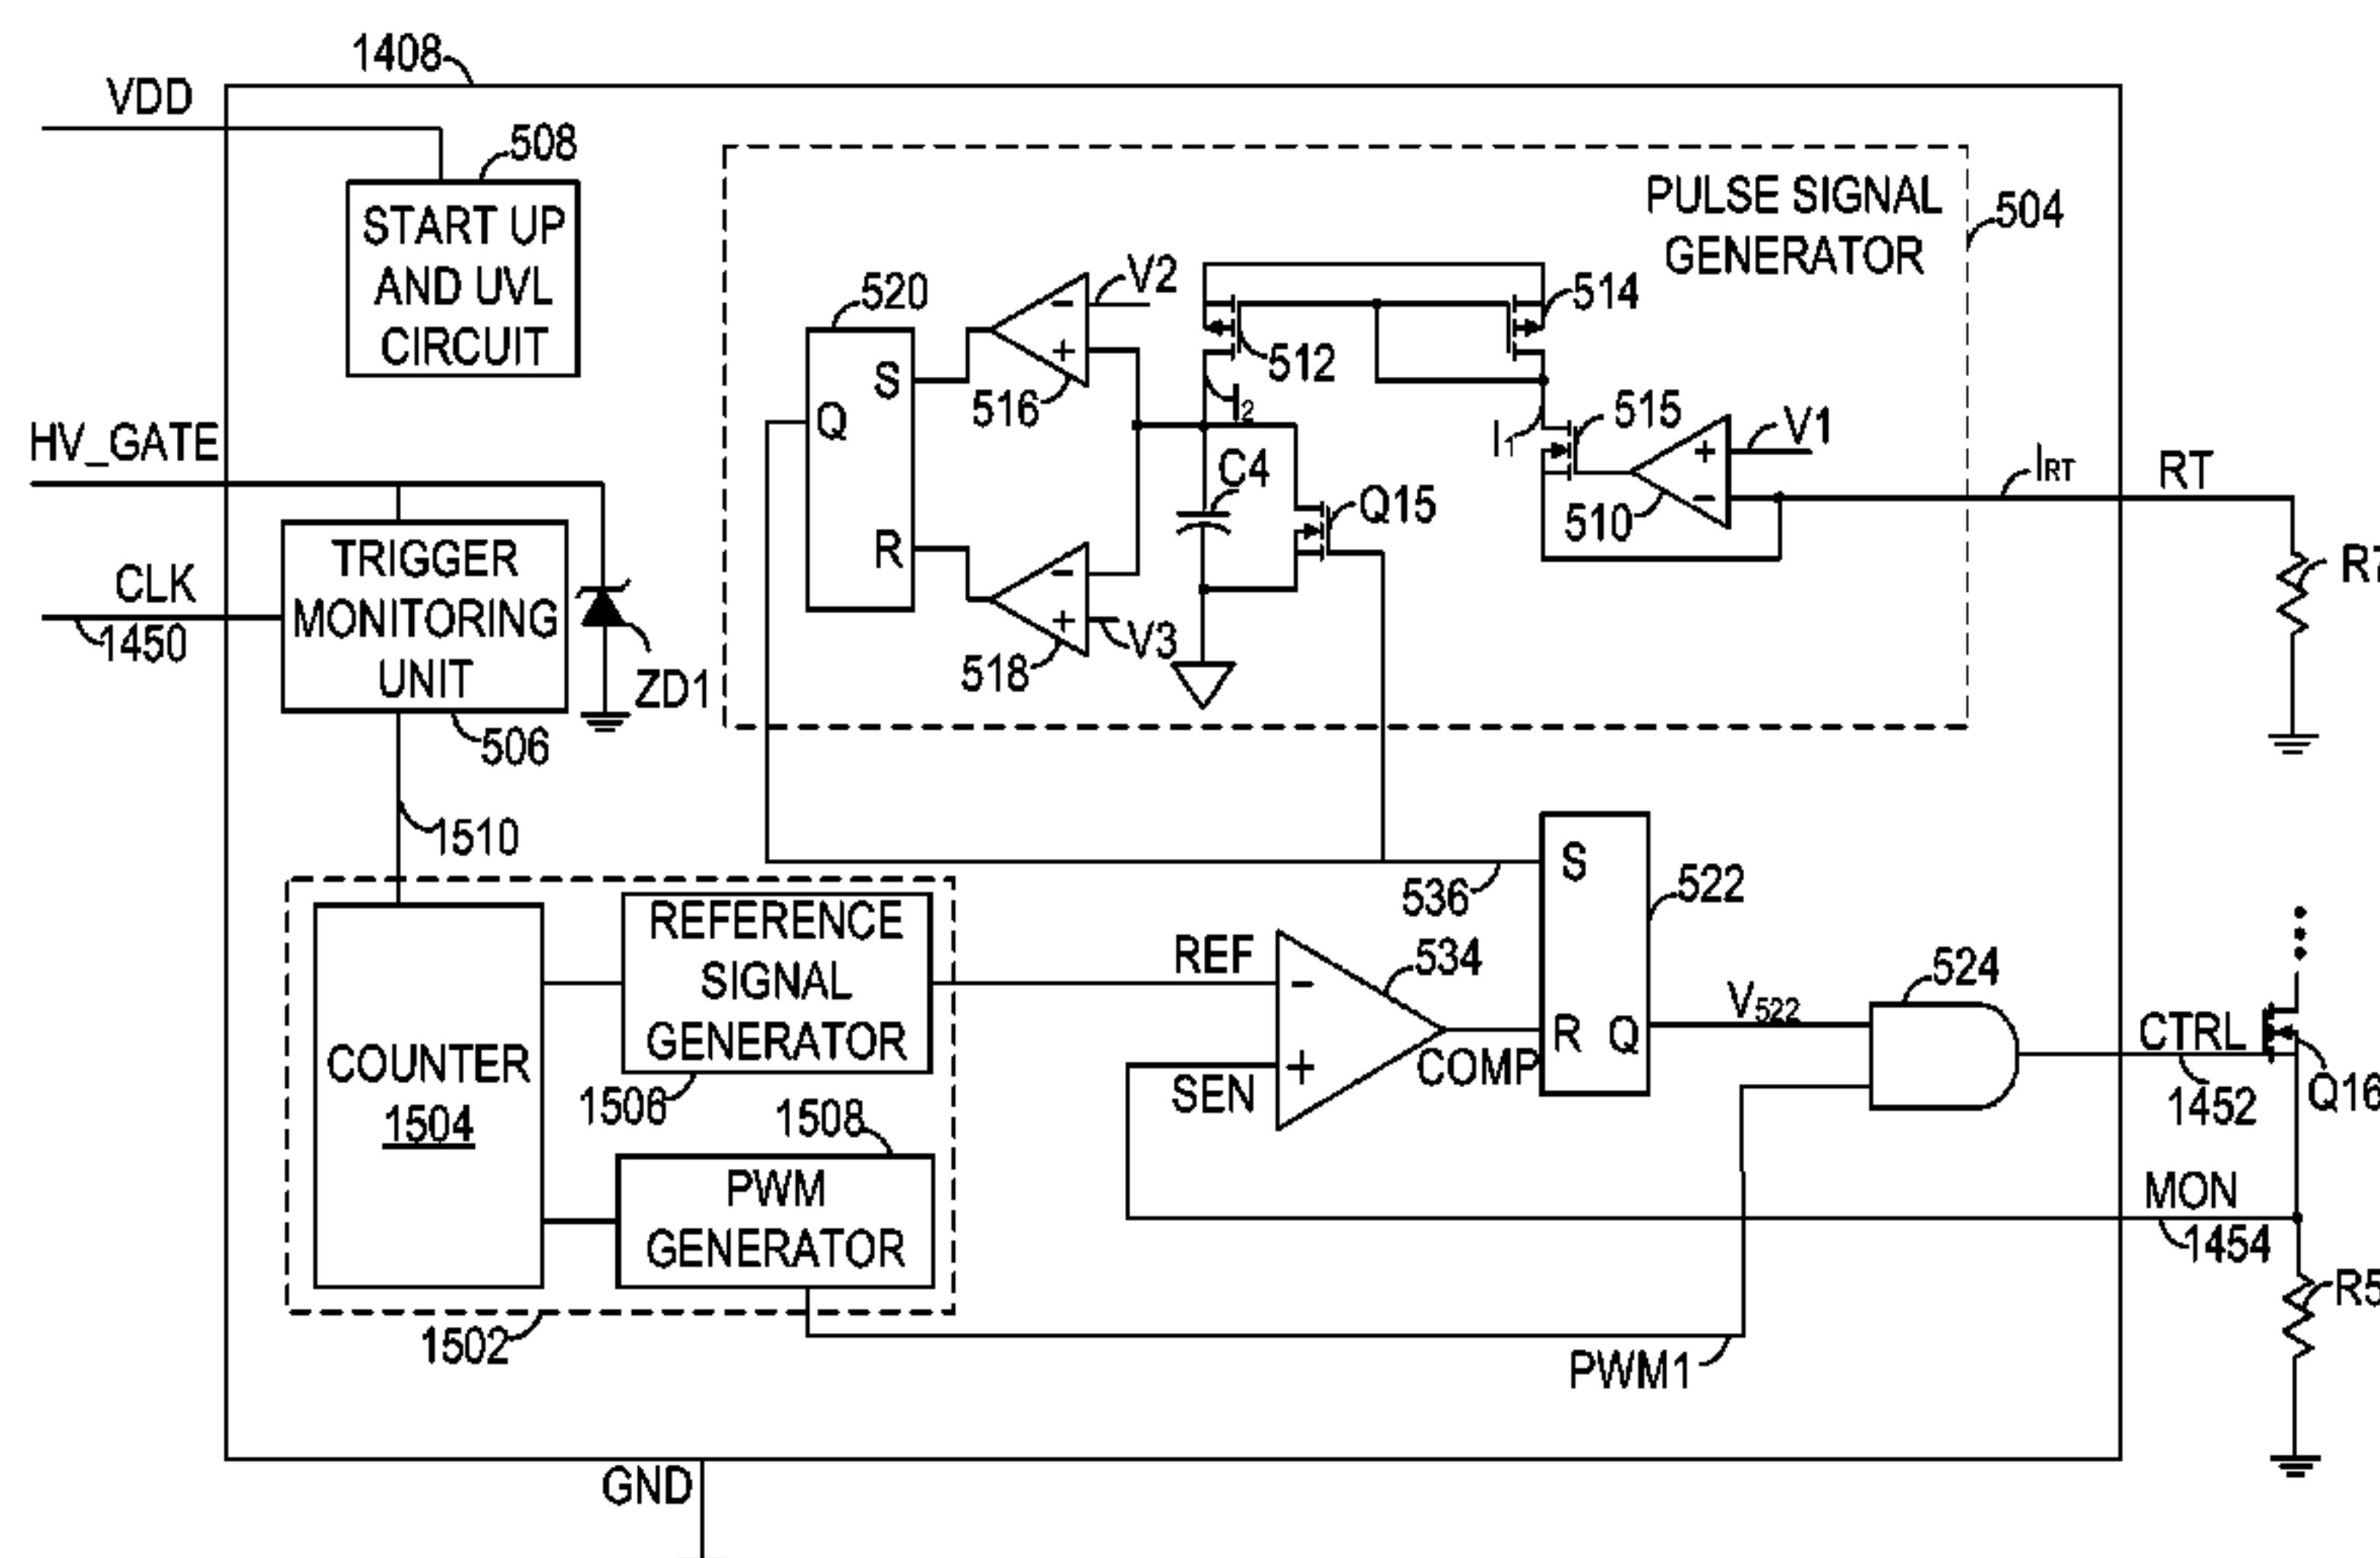 1408
VDD
508
START UP
AND UVL
CIRCUIT
PULSE SIGNAL
GENERATOR
504
520
V2
514
S
-
+
516
512
Q
I2
515
V1
HV_GATE
I1
+
-
510
IRT
RT
C4
Q15
R7
R
-
+
518
V3
CLK
1450
TRIGGER
MONITORING
UNIT
ZD1
506
1510
536
S
522
REFERENCE
SIGNAL
GENERATOR
REF
-
534
524
V522
COUNTER
1504
R Q
COMP
CTRL
1506
SEN
+
1452
Q16
1508
PWM
GENERATOR
MON
1454
R5
1502
PWM1
GND